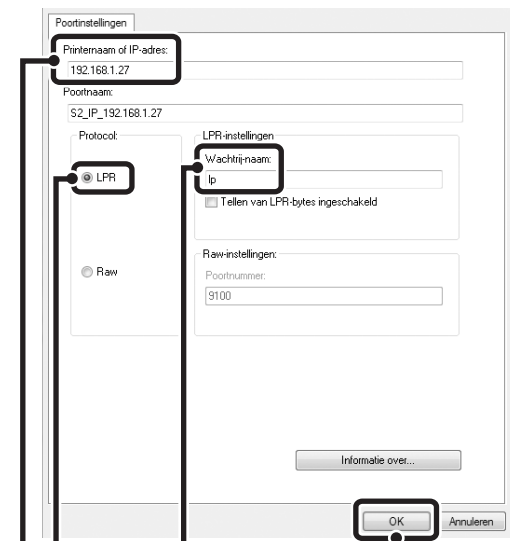 Poortinstellingen
Printernaam of IP-adres:
192.168.1.27
Poortnaam:
S2_IP_192.168.1.27
Protocol:
LPR
Raw
LPR-instellingen
Wachtrij-naam:
lp
Tellen van LPR-bytes ingeschakeld
Raw-instellingen:
Poortnummer:
9100
Informatie over...
OK
Annuleren